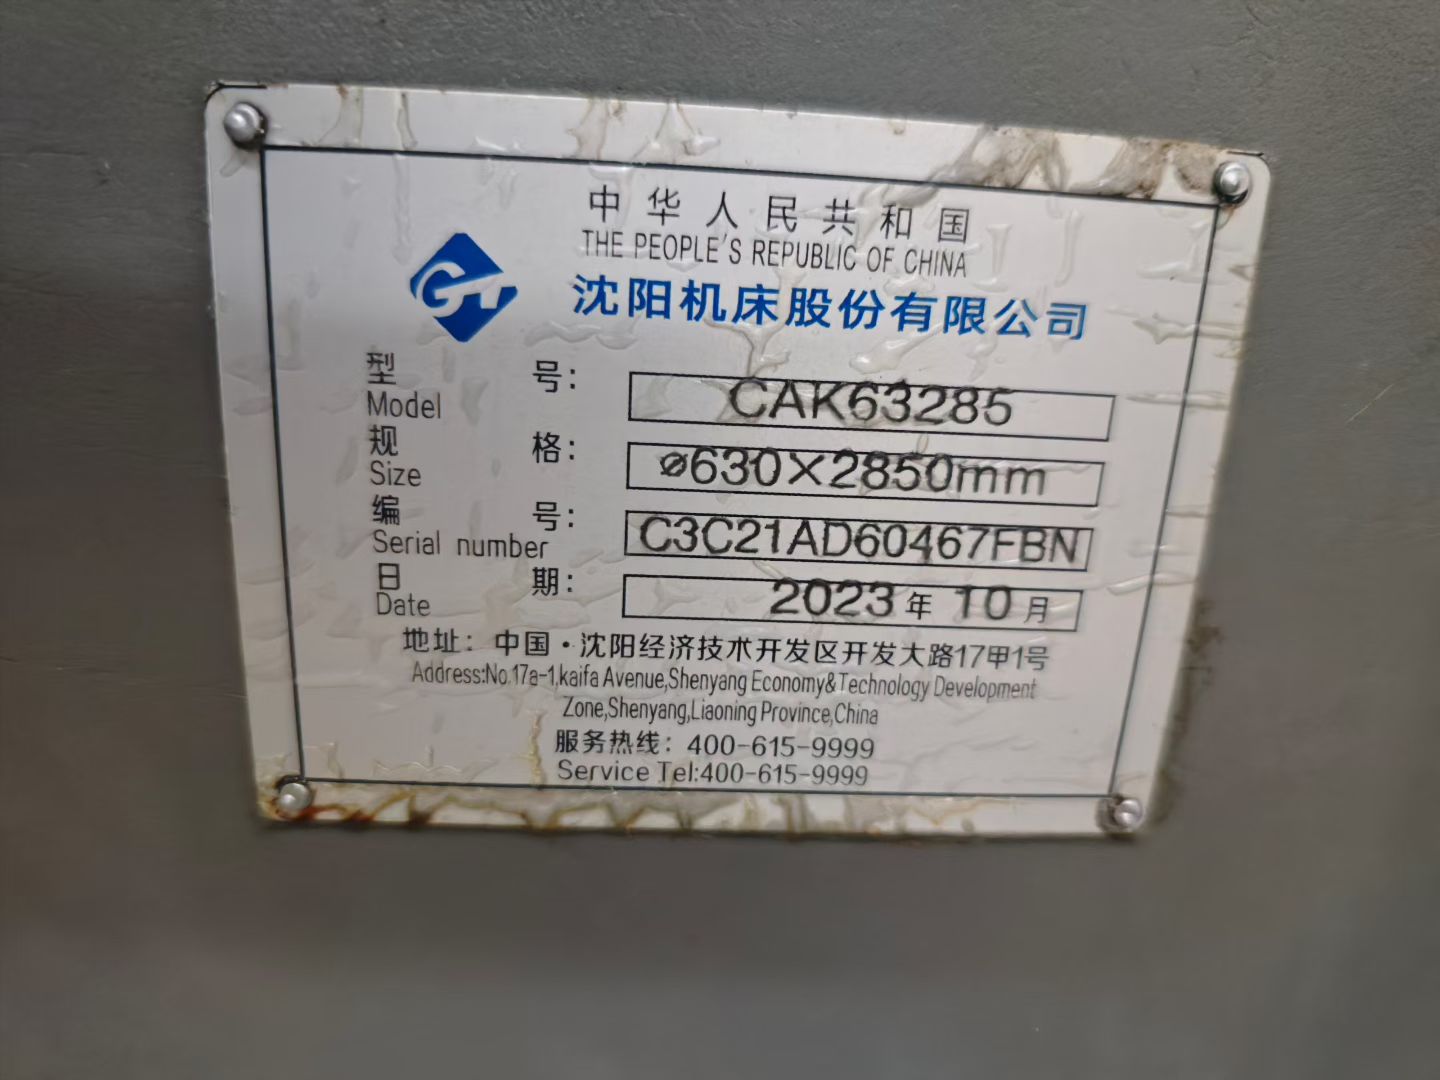 中华人民共和国
THE PEOPLE'S REPUBLIC OF CHINA
沈阳机床股份有限公司
型 号: CAK63285
Model
规 格: ø630×2850mm
Size
编 号: C3C21AD60467FBN
Serial number
日 期: 2023年10月
Date
地址: 中国·沈阳经济技术开发区开发大路17甲1号
Address:No.17a-1,kaifa Avenue,Shenyang Economy&Technology Development
Zone,Shenyang,Liaoning Province,China
服务热线: 400-615-9999
Service Tel:400-615-9999